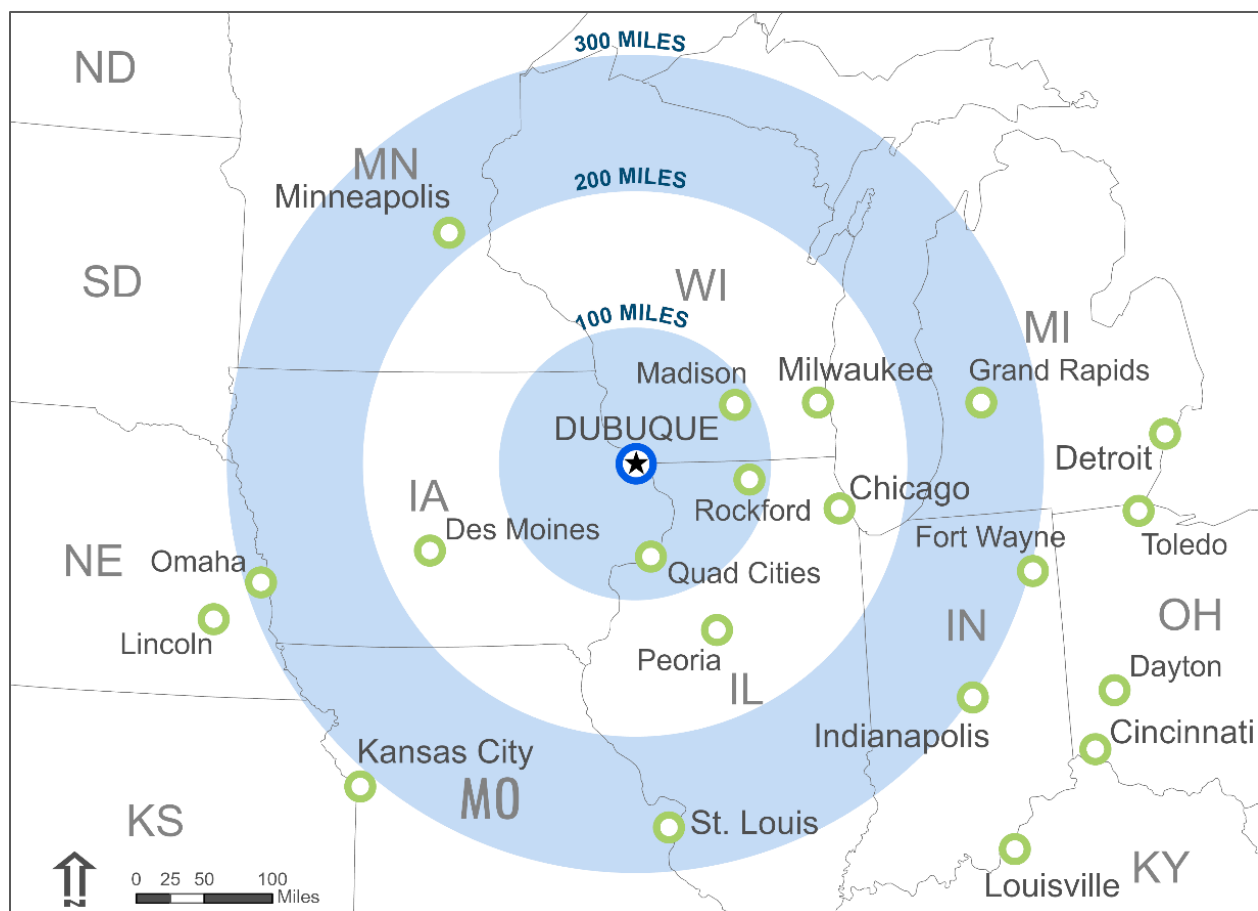 300 MILES
ND
MN
Minneapolis
200 MILES
SD
WI
100 MILES
MI
Madison
Milwaukee
Grand Rapids
DUBUQUE
Detroit
IA
Chicago
Rockford
Des Moines
Fort Wayne
Toledo
NE
Omaha
Quad Cities
OH
Lincoln
Peoria
IN
IL
Dayton
Indianapolis
Cincinnati
Kansas City
MO
KS
St. Louis
KY
Louisville
N
0 25 50 100
Miles